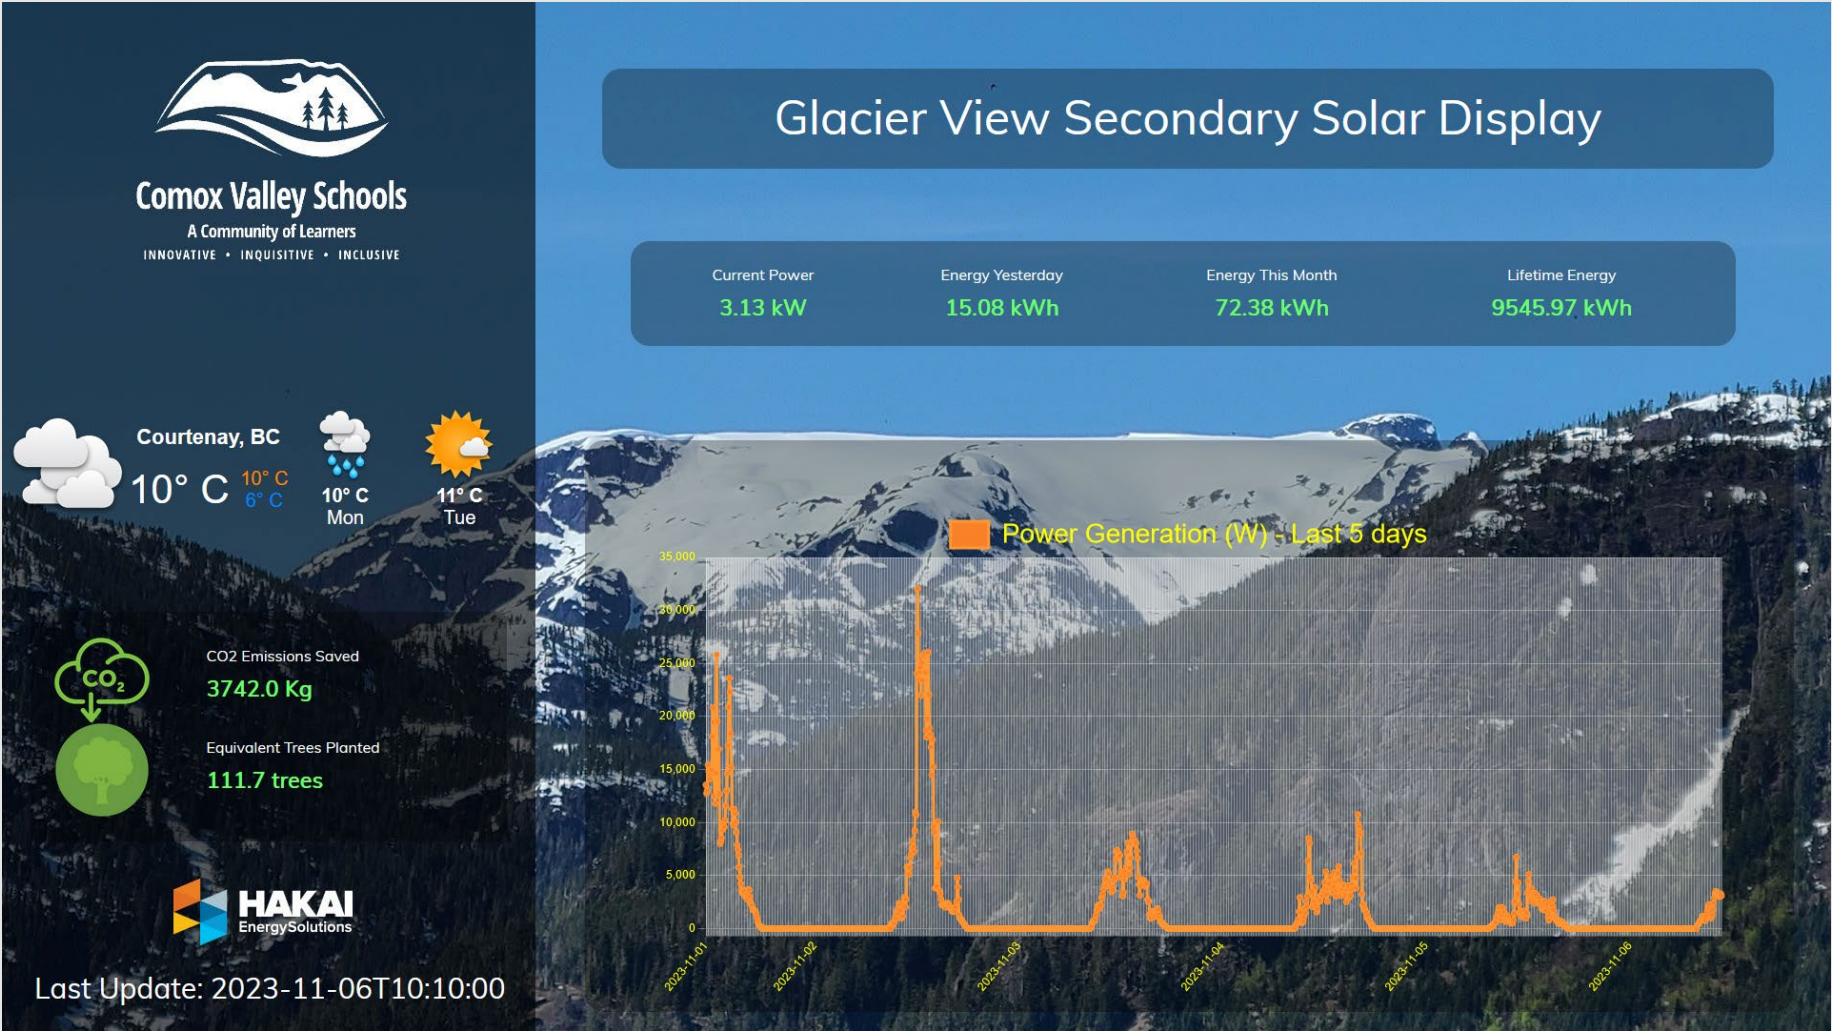 Comox Valley Schools
A Community of Learners
INNOVATIVE • INQUISITIVE • INCLUSIVE
Glacier View Secondary Solar Display
Current Power
3.13 kW
Energy Yesterday
15.08 kWh
Energy This Month
72.38 kWh
Lifetime Energy
9545.97 kWh
Courtenay, BC
10° C
10° C
6° C
10° C
Mon
11° C
Tue
CO2
CO2 Emissions Saved
3742.0 Kg
Equivalent Trees Planted
111.7 trees
HAKAI
EnergySolutions
Last Update: 2023-11-06T10:10:00
Power Generation (W) - Last 5 days
35,000
30,000
25,000
20,000
15,000
10,000
5,000
0
2023-11-01
2023-11-02
2023-11-03
2023-11-04
2023-11-05
2023-11-06